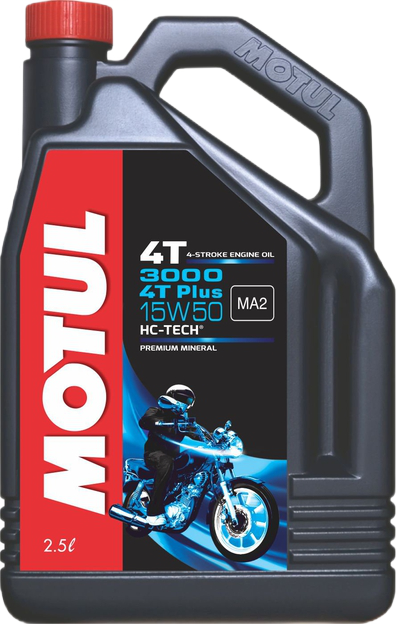 MOTUL
MOTUL
4T 4-STROKE ENGINE OIL
3000
4T Plus
15W50 MA2
HC-TECH®
PREMIUM MINERAL
2.5ℓ